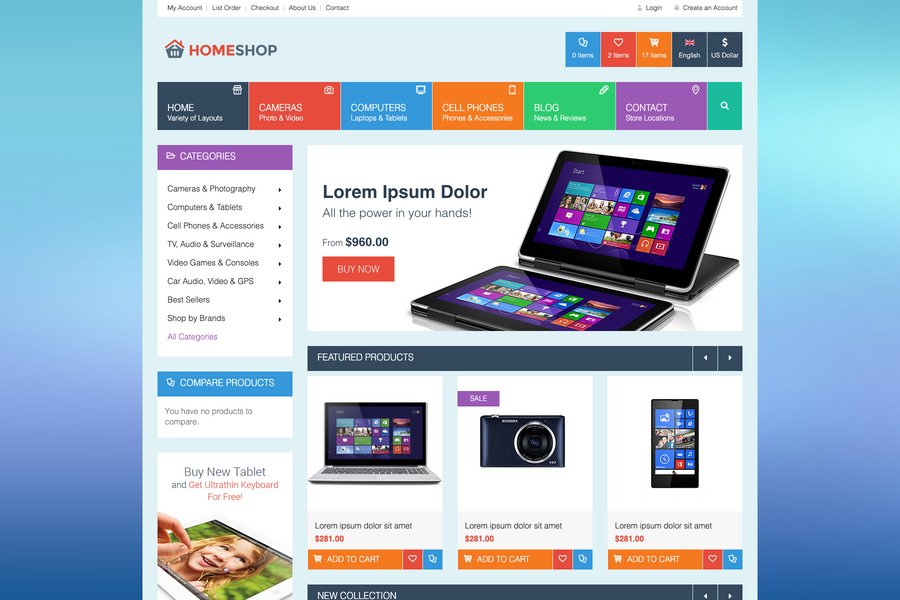 My Account
List Order
Checkout
About Us
Contact
Login
Create an Account
HOMESHOP
0 Items
2 Items
17 Items
English
$
US Dollar
HOME
Variety of Layouts
CAMERAS
Photo & Video
COMPUTERS
Laptops & Tablets
CELL PHONES
Phones & Accessories
BLOG
News & Reviews
CONTACT
Store Locations
CATEGORIES
Cameras & Photography
Computers & Tablets
Cell Phones & Accessories
TV, Audio & Surveillance
Video Games & Consoles
Car Audio, Video & GPS
Best Sellers
Shop by Brands
All Categories
Lorem Ipsum Dolor
All the power in your hands!
From $960.00
BUY NOW
Start
COMPARE PRODUCTS
You have no products to
compare.
Buy New Tablet
and Get Ultrathin Keyboard
For Free!
FEATURED PRODUCTS
SALE
HD
Lorem ipsum dolor sit amet
$281.00
ADD TO CART
Lorem ipsum dolor sit amet
$281.00
ADD TO CART
Lorem ipsum dolor sit amet
$281.00
ADD TO CART
NEW COLLECTION